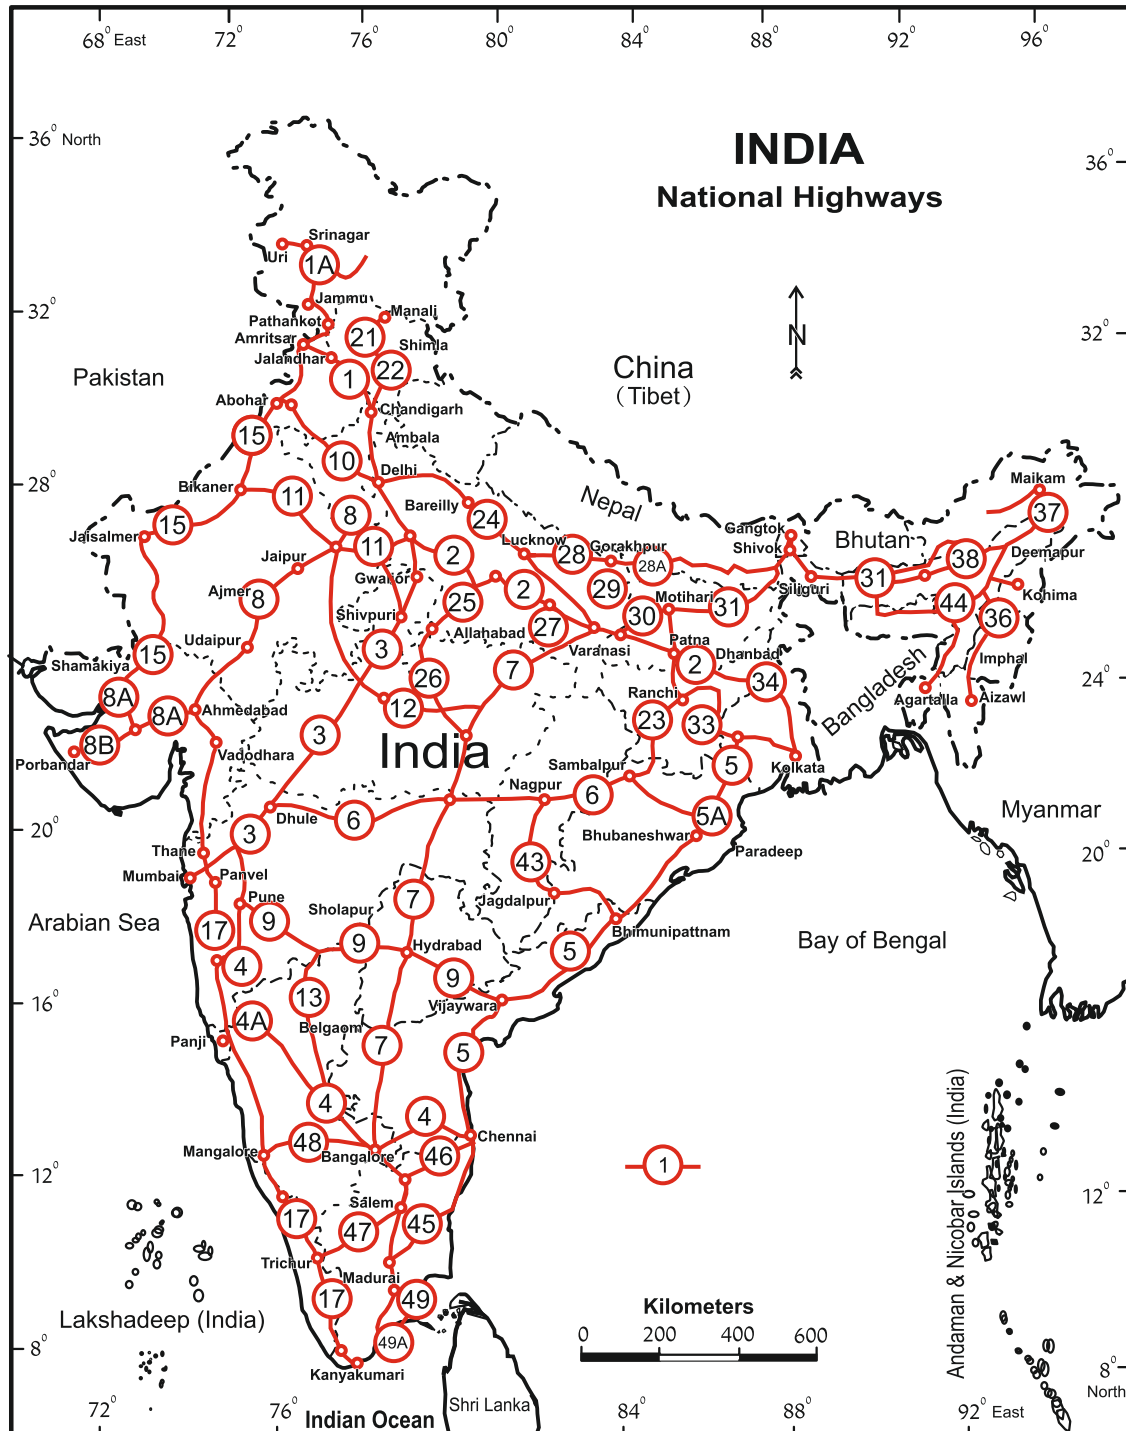 68° East 72° 76° 80° 84° 88° 92° 96°
36° North
INDIA
36°
National Highways
Srinagar
Uri
1A
Jammu
32°
Manali
Pathankot
N
32°
Amritsar
21
Shimla
Jalandhar
China
Pakistan
1
22
(Tibet)
Abohar
Chandigarh
15
Ambala
10
Delhi
28°
Maikam
Bikaner
11
Bareilly
Nepal
37
8
24
15
Gangtok
Jaisalmer
Lucknow
Bhutan
11
Gorakhpur
Shivok
Deemapur
Jaipur
2
28
28A
38
Gwalior
31
Siliguri
Ajmer
8
25
2
29
Motihari
Kohima
Shivpuri
30
31
44
36
Udaipur
3
Allahabad
27
Varanasi
Patna
15
Dhanbad
Imphal
Shamakiya
26
7
2
Bangladesh
28°
24°
8A
12
34
Ranchi
Agartalla
Aizawl
8A
Ahmedabad
23
33
8B
3
India
Porbandar
Vadodhara
Sambalpur
5
Kolkata
Nagpur
6
Dhule
6
5A
Myanmar
20°
3
Bhubaneshwar
Thane
43
Paradeep
20°
Mumbai
Panvel
Pune
7
Jagdalpur
Arabian Sea
Sholapur
17
9
9
Hydrabad
Bhimunipattnam
Bay of Bengal
4
5
9
13
16°
Vijaywara
4A
Belgaom
Panji
7
5
4
4
Andaman & Nicobar Islands (India)
48
Chennai
Mangalore
Bangalore
46
1
12°
12°
Salem
17
47
45
Trichur
Madurai
17
49
Kilometers
Lakshadeep (India)
0 200 400 600
8°
49A
8°
Kanyakumari
North
72° 76° Indian Ocean Shri Lanka 84° 88° 92° East